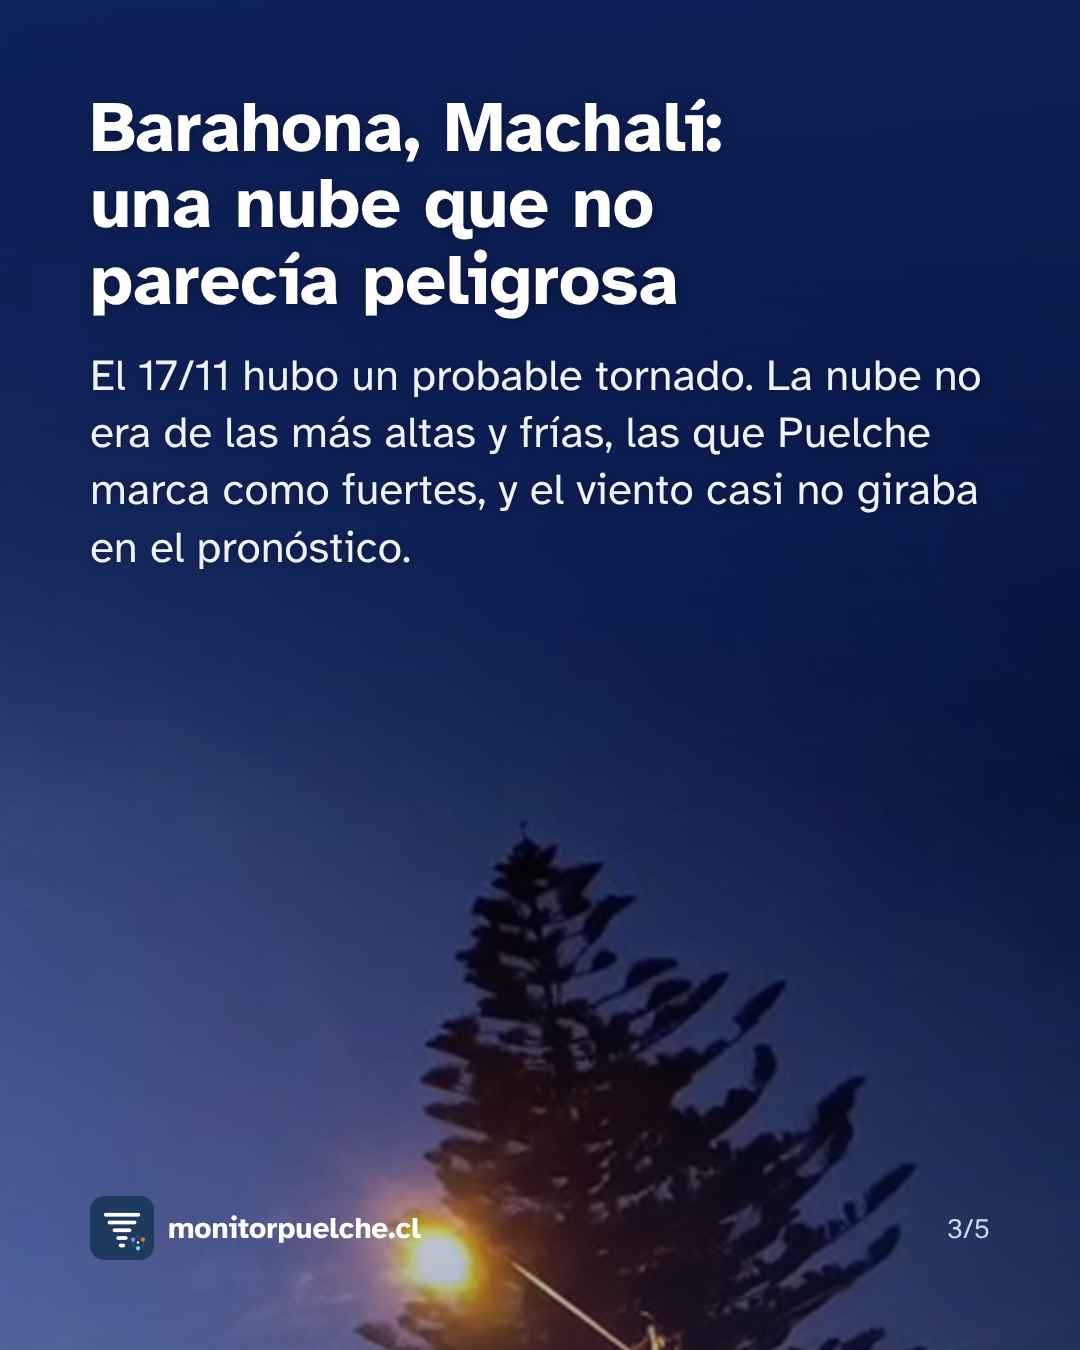 Barahona, Machalí:
una nube que no
parecía peligrosa
El 17/11 hubo un probable tornado. La nube no
era de las más altas y frías, las que Puelche
marca como fuertes, y el viento casi no giraba
en el pronóstico.
monitorpuelche.cl
3/5